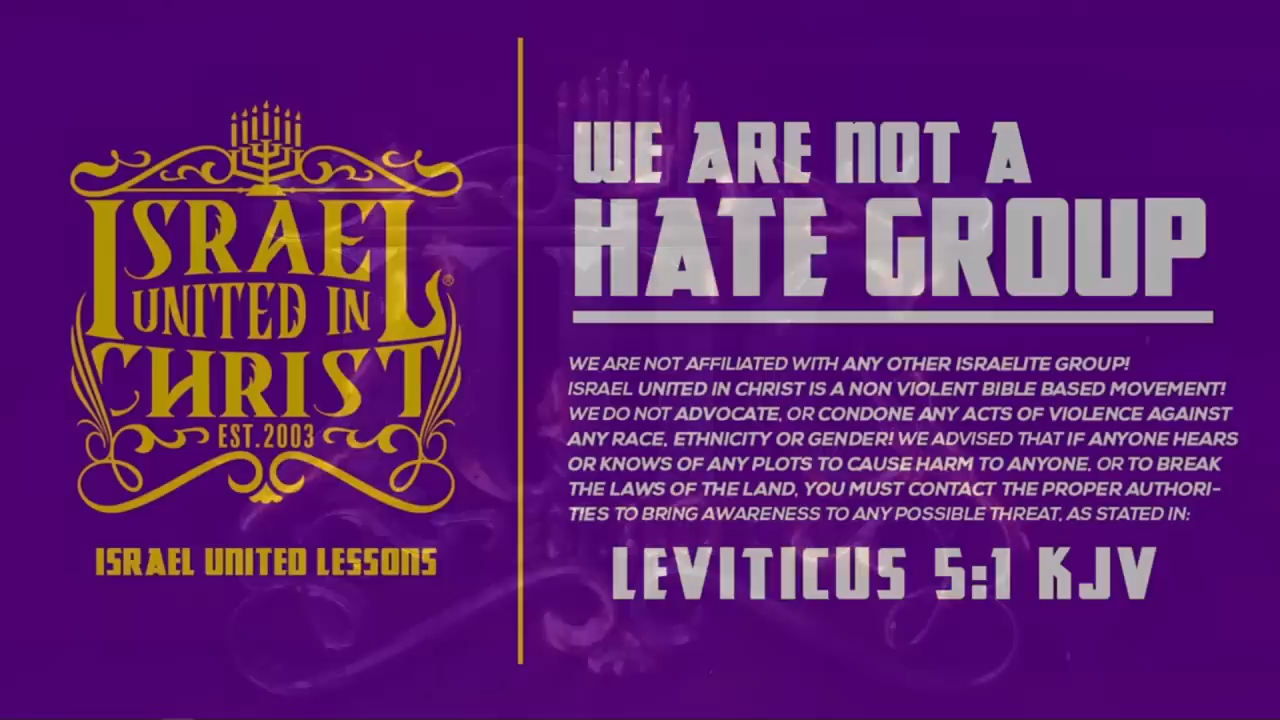 ISRAEL
UNITED IN
CHRIST
EST.2003
®
ISRAEL UNITED LESSONS
WE ARE NOT A
HATE GROUP
WE ARE NOT AFFILIATED WITH ANY OTHER ISRAELITE GROUP!
ISRAEL UNITED IN CHRIST IS A NON VIOLENT BIBLE BASED MOVEMENT!
WE DO NOT ADVOCATE, OR CONDONE ANY ACTS OF VIOLENCE AGAINST
ANY RACE, ETHNICITY OR GENDER! WE ADVISED THAT IF ANYONE HEARS
OR KNOWS OF ANY PLOTS TO CAUSE HARM TO ANYONE, OR TO BREAK
THE LAWS OF THE LAND, YOU MUST CONTACT THE PROPER AUTHORI-
TIES TO BRING AWARENESS TO ANY POSSIBLE THREAT, AS STATED IN:
LEVITICUS 5:1 KJV